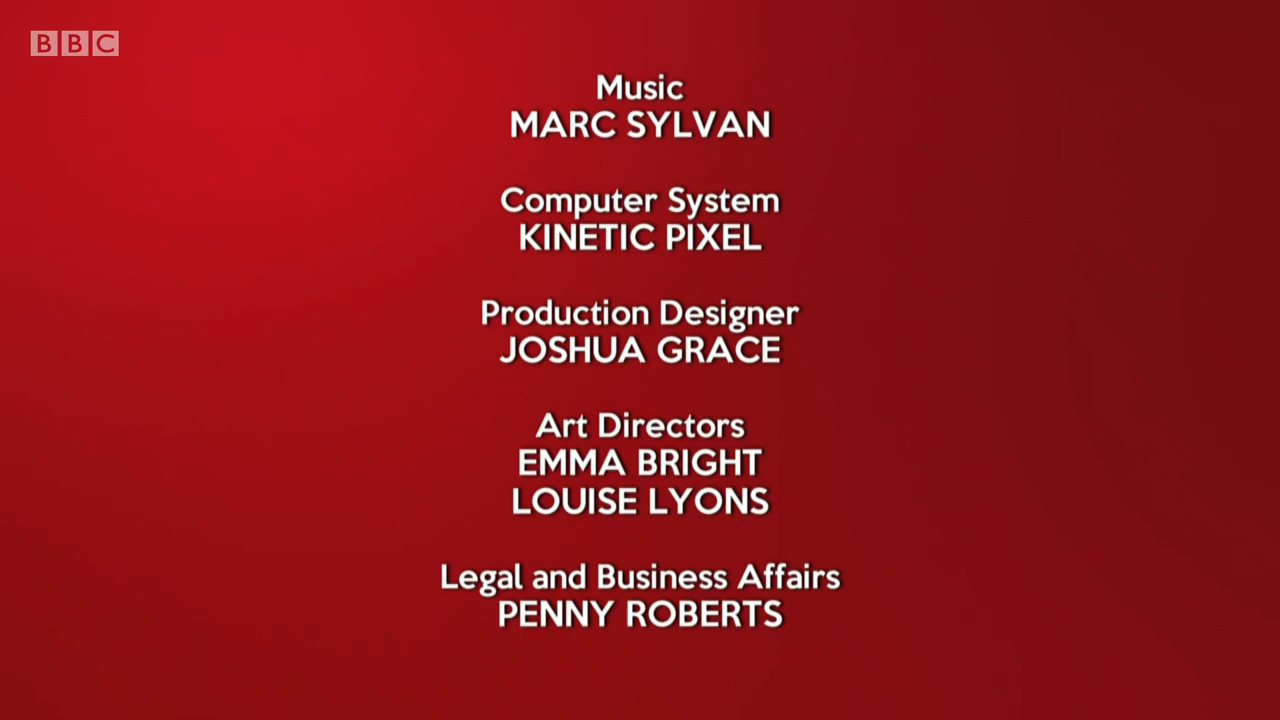 BBC
Music
MARC SYLVAN
Computer System
KINETIC PIXEL
Production Designer
JOSHUA GRACE
Art Directors
EMMA BRIGHT
LOUISE LYONS
Legal and Business Affairs
PENNY ROBERTS